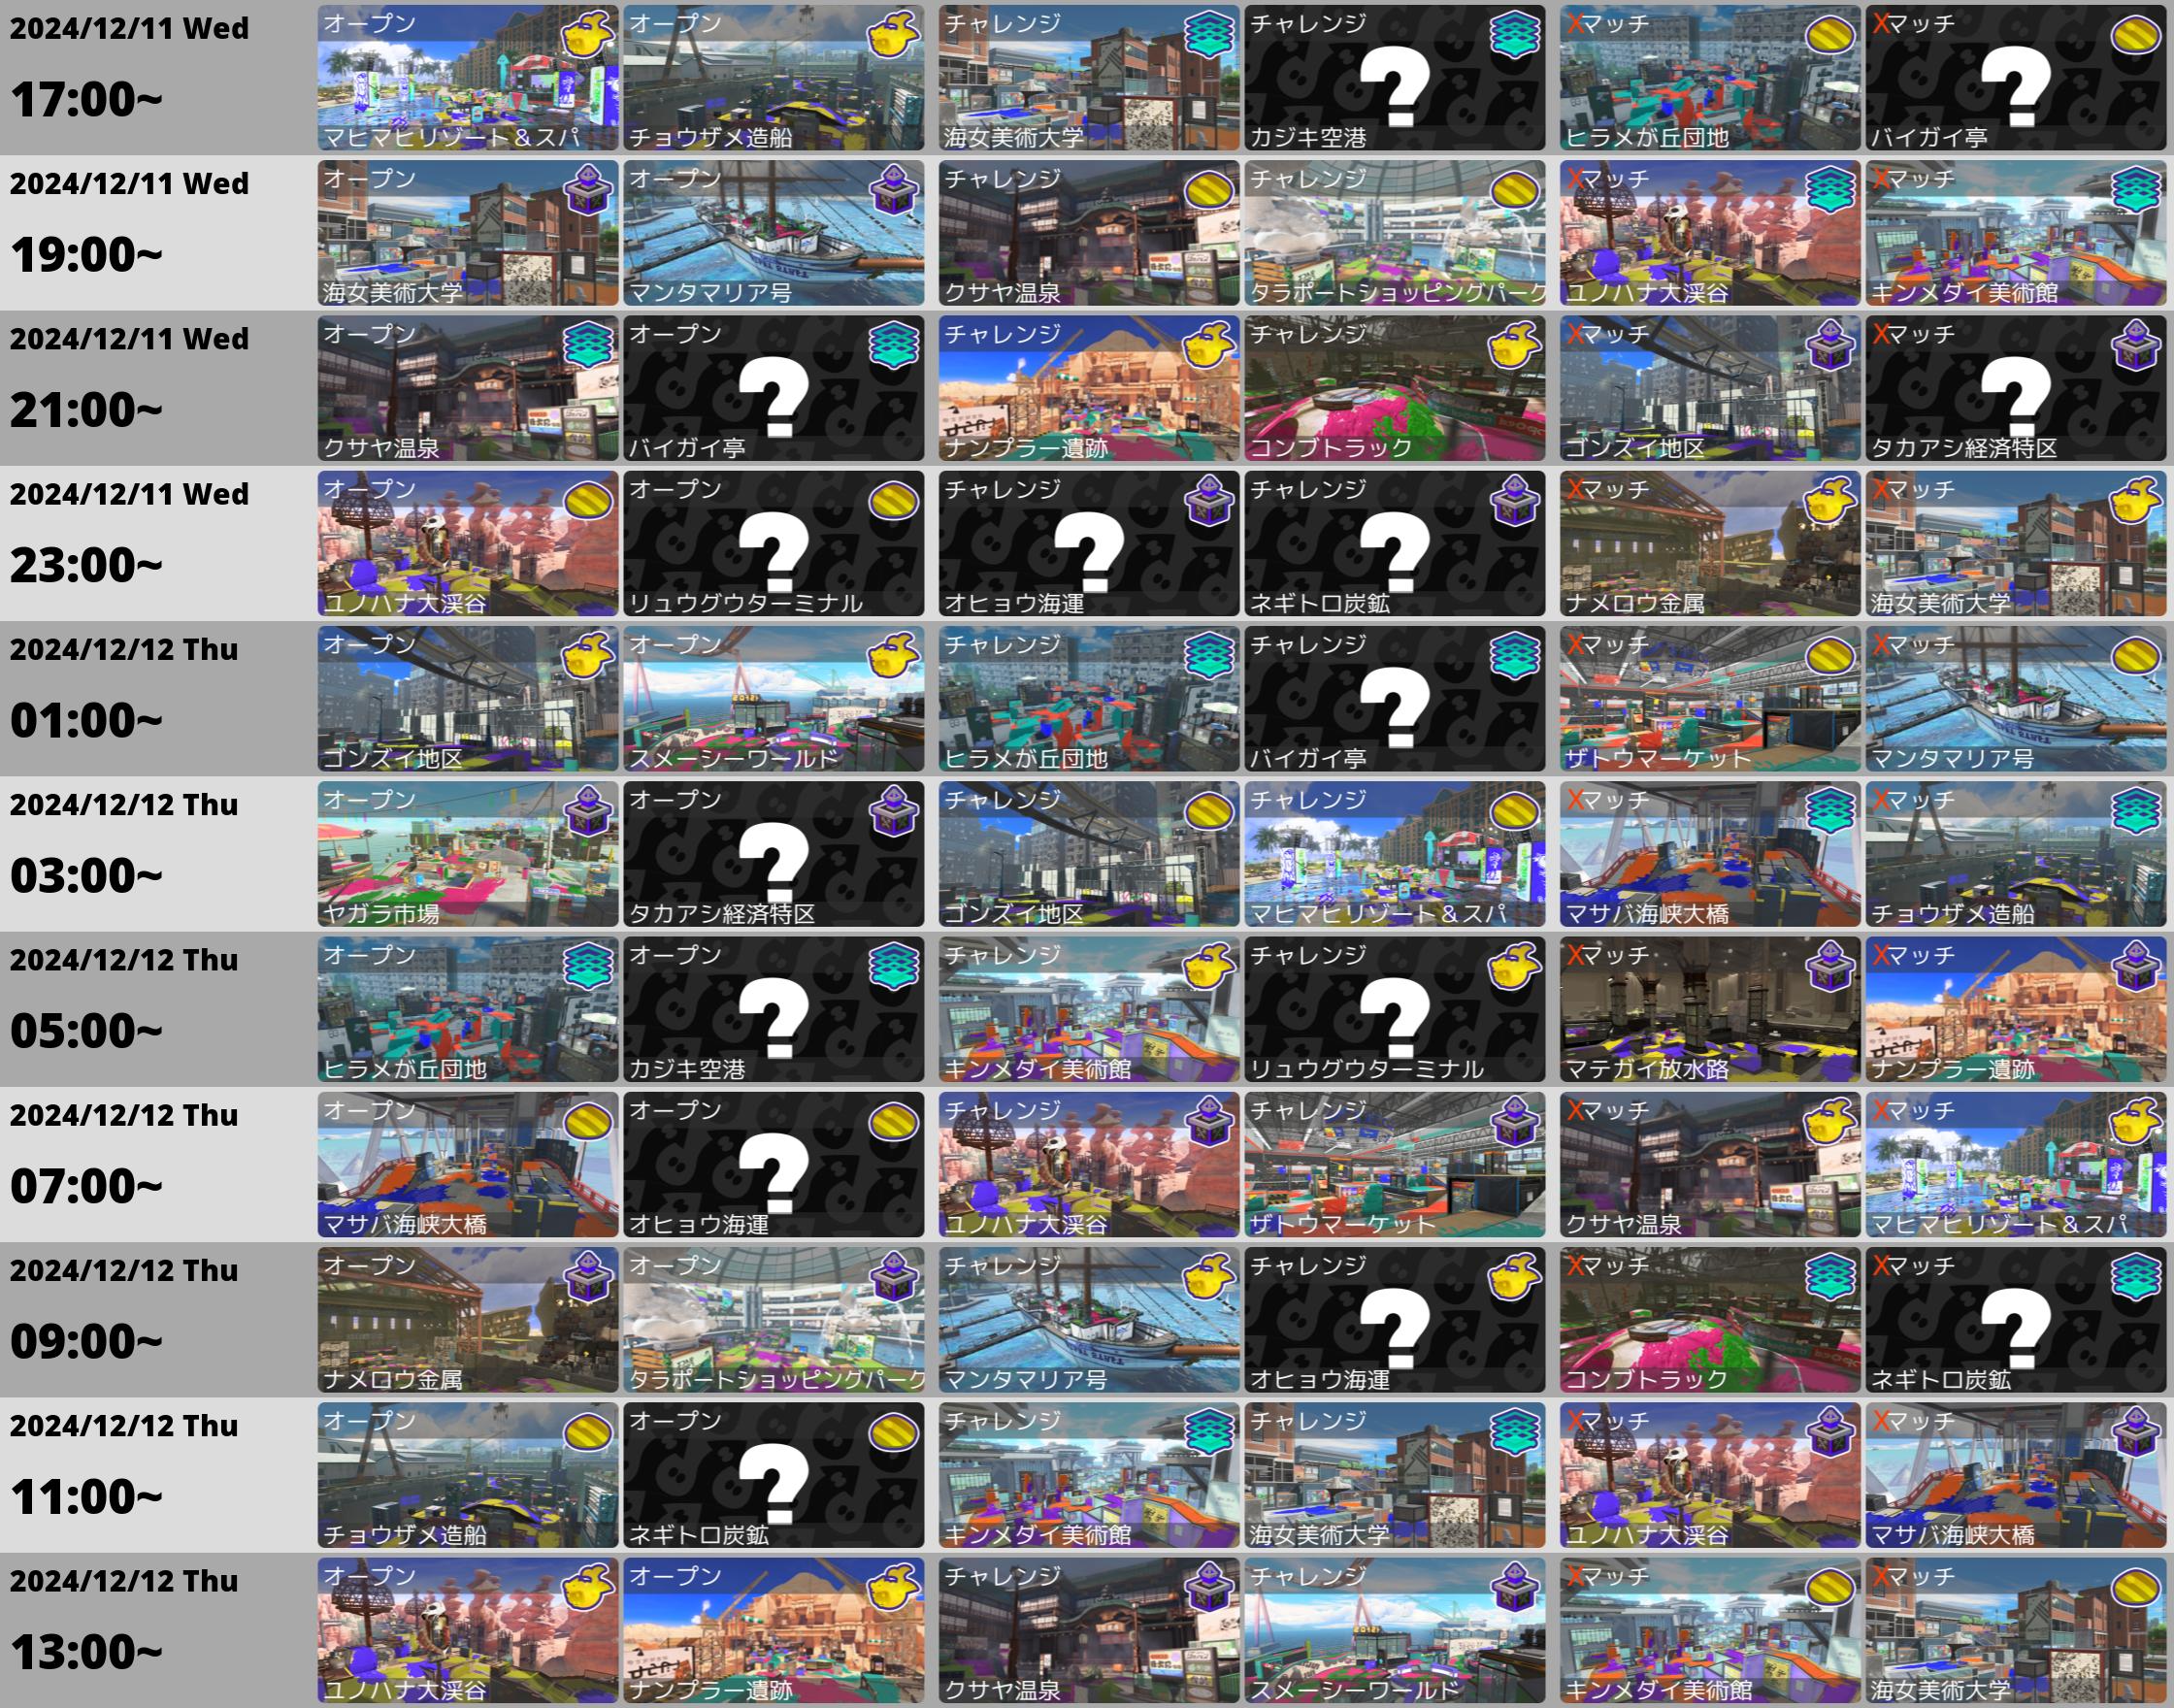 2024/12/11 Wed
17:00~
オープン
マヒマヒリゾート＆スパ
オープン
チョウザメ造船
チャレンジ
海女美術大学
チャレンジ
カジキ空港
Xマッチ
ヒラメが丘団地
Xマッチ
バイガイ亭
2024/12/11 Wed
19:00~
オープン
海女美術大学
オープン
マンタマリア号
チャレンジ
クサヤ温泉
チャレンジ
タラポートショッピングパーク
Xマッチ
ユノハナ大渓谷
Xマッチ
キンメダイ美術館
2024/12/11 Wed
21:00~
オープン
クサヤ温泉
オープン
バイガイ亭
チャレンジ
ナンプラー遺跡
チャレンジ
コンブトラック
Xマッチ
ゴンズイ地区
Xマッチ
タカアシ経済特区
2024/12/11 Wed
23:00~
オープン
ユノハナ大渓谷
オープン
リュウグウターミナル
チャレンジ
オヒョウ海運
チャレンジ
ネギトロ炭鉱
Xマッチ
ナメロウ金属
Xマッチ
海女美術大学
2024/12/12 Thu
01:00~
オープン
ゴンズイ地区
オープン
スメーシーワールド
チャレンジ
ヒラメが丘団地
チャレンジ
バイガイ亭
Xマッチ
ザトウマーケット
Xマッチ
マンタマリア号
2024/12/12 Thu
03:00~
オープン
ヤガラ市場
オープン
タカアシ経済特区
チャレンジ
ゴンズイ地区
チャレンジ
マヒマヒリゾート＆スパ
Xマッチ
マサバ海峡大橋
Xマッチ
チョウザメ造船
2024/12/12 Thu
05:00~
オープン
ヒラメが丘団地
オープン
カジキ空港
チャレンジ
キンメダイ美術館
チャレンジ
リュウグウターミナル
Xマッチ
マテガイ放水路
Xマッチ
ナンプラー遺跡
2024/12/12 Thu
07:00~
オープン
マサバ海峡大橋
オープン
オヒョウ海運
チャレンジ
ユノハナ大渓谷
チャレンジ
ザトウマーケット
Xマッチ
クサヤ温泉
Xマッチ
マヒマヒリゾート＆スパ
2024/12/12 Thu
09:00~
オープン
ナメロウ金属
オープン
タラポートショッピングパーク
チャレンジ
マンタマリア号
チャレンジ
オヒョウ海運
Xマッチ
コンブトラック
Xマッチ
ネギトロ炭鉱
2024/12/12 Thu
11:00~
オープン
チョウザメ造船
オープン
ネギトロ炭鉱
チャレンジ
キンメダイ美術館
チャレンジ
海女美術大学
Xマッチ
ユノハナ大渓谷
Xマッチ
マサバ海峡大橋
2024/12/12 Thu
13:00~
オープン
ユノハナ大渓谷
オープン
ナンプラー遺跡
チャレンジ
クサヤ温泉
チャレンジ
スメーシーワールド
Xマッチ
キンメダイ美術館
Xマッチ
海女美術大学